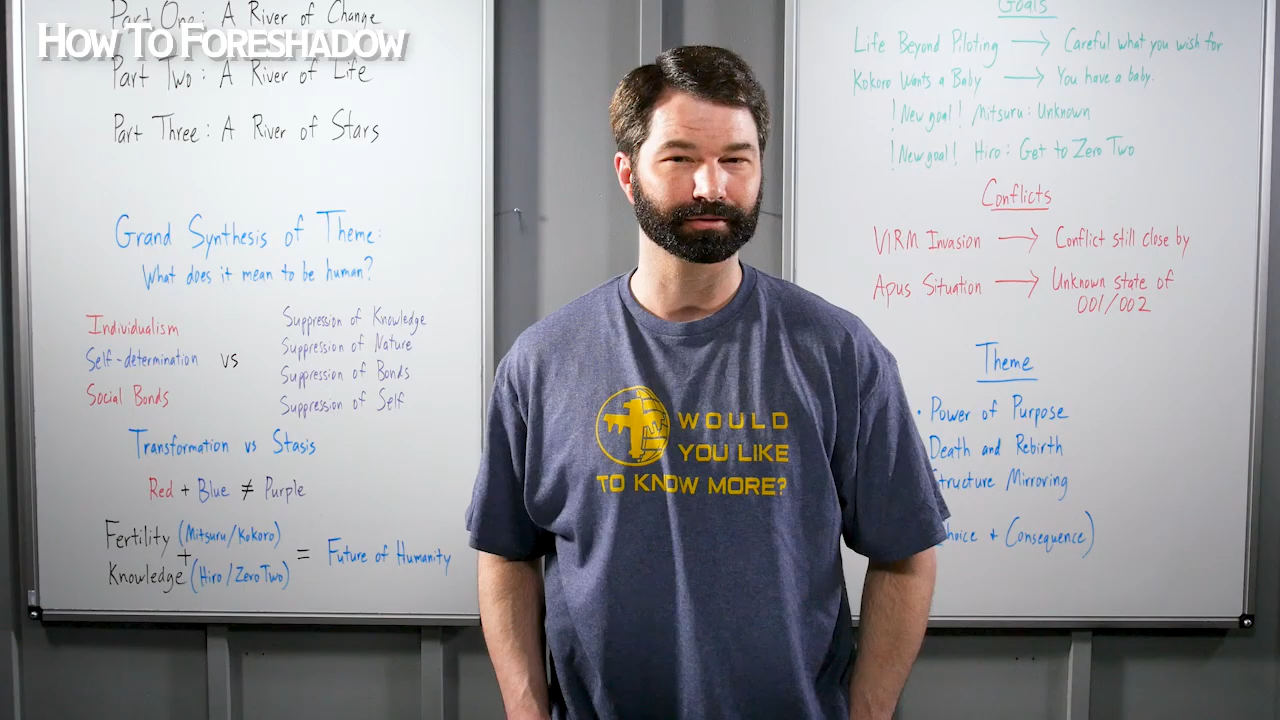 Part One: A River of Change
How To Foreshadow
Part Two: A River of Life
Part Three: A River of Stars
Grand Synthesis of Theme:
What does it mean to be human?
Individualism
Self-determination
Social Bonds
vs
Suppression of Knowledge
Suppression of Nature
Suppression of Bonds
Suppression of Self
Transformation vs Stasis
Red + Blue ≠ Purple
Fertility (Mitsuru/Kokoro)
+
Knowledge (Hiro/Zero Two)
= Future of Humanity
WOULD
YOU LIKE
TO KNOW MORE?
Goals
Life Beyond Piloting → Careful what you wish for
Kokoro Wants a Baby → You have a baby.
! New goal! Mitsuru: Unknown
! New goal! Hiro: Get to Zero Two
Conflicts
VIRM Invasion → Conflict still close by
Apus Situation → Unknown state of
001/002
Theme
• Power of Purpose
Death and Rebirth
Structure Mirroring
hoice + (Consequence)